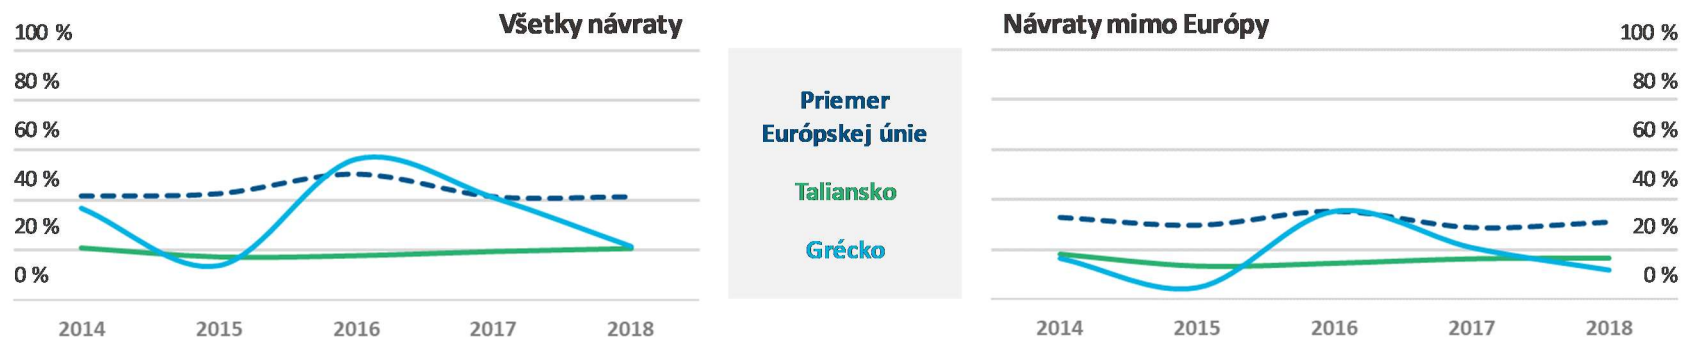 Všetky návraty
100 %
80 %
60 %
40 %
20 %
0 %
2014 2015 2016 2017 2018
Priemer
Európskej únie
Taliansko
Grécko
Návraty mimo Európy
100 %
80 %
60 %
40 %
20 %
0 %
2014 2015 2016 2017 2018